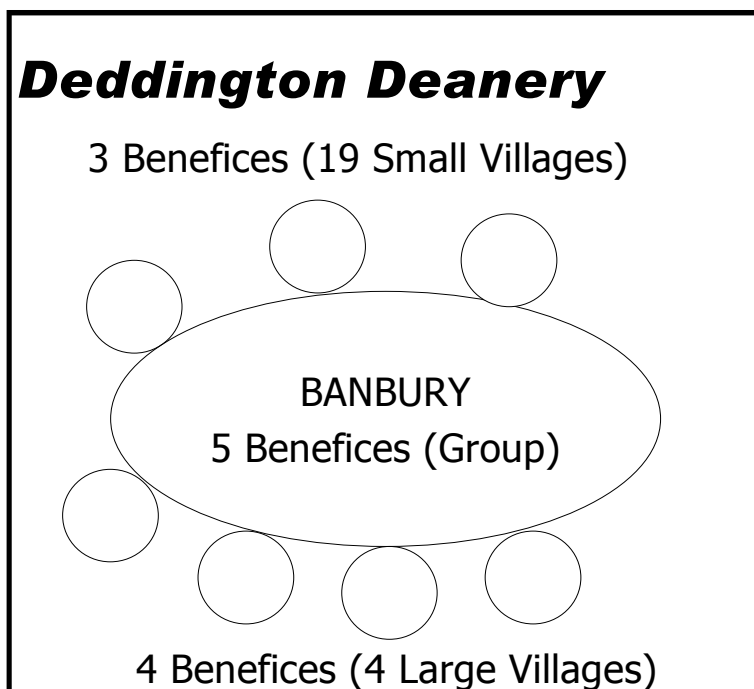 Deddington Deanery
3 Benefices (19 Small Villages)
BANBURY
5 Benefices (Group)
4 Benefices (4 Large Villages)